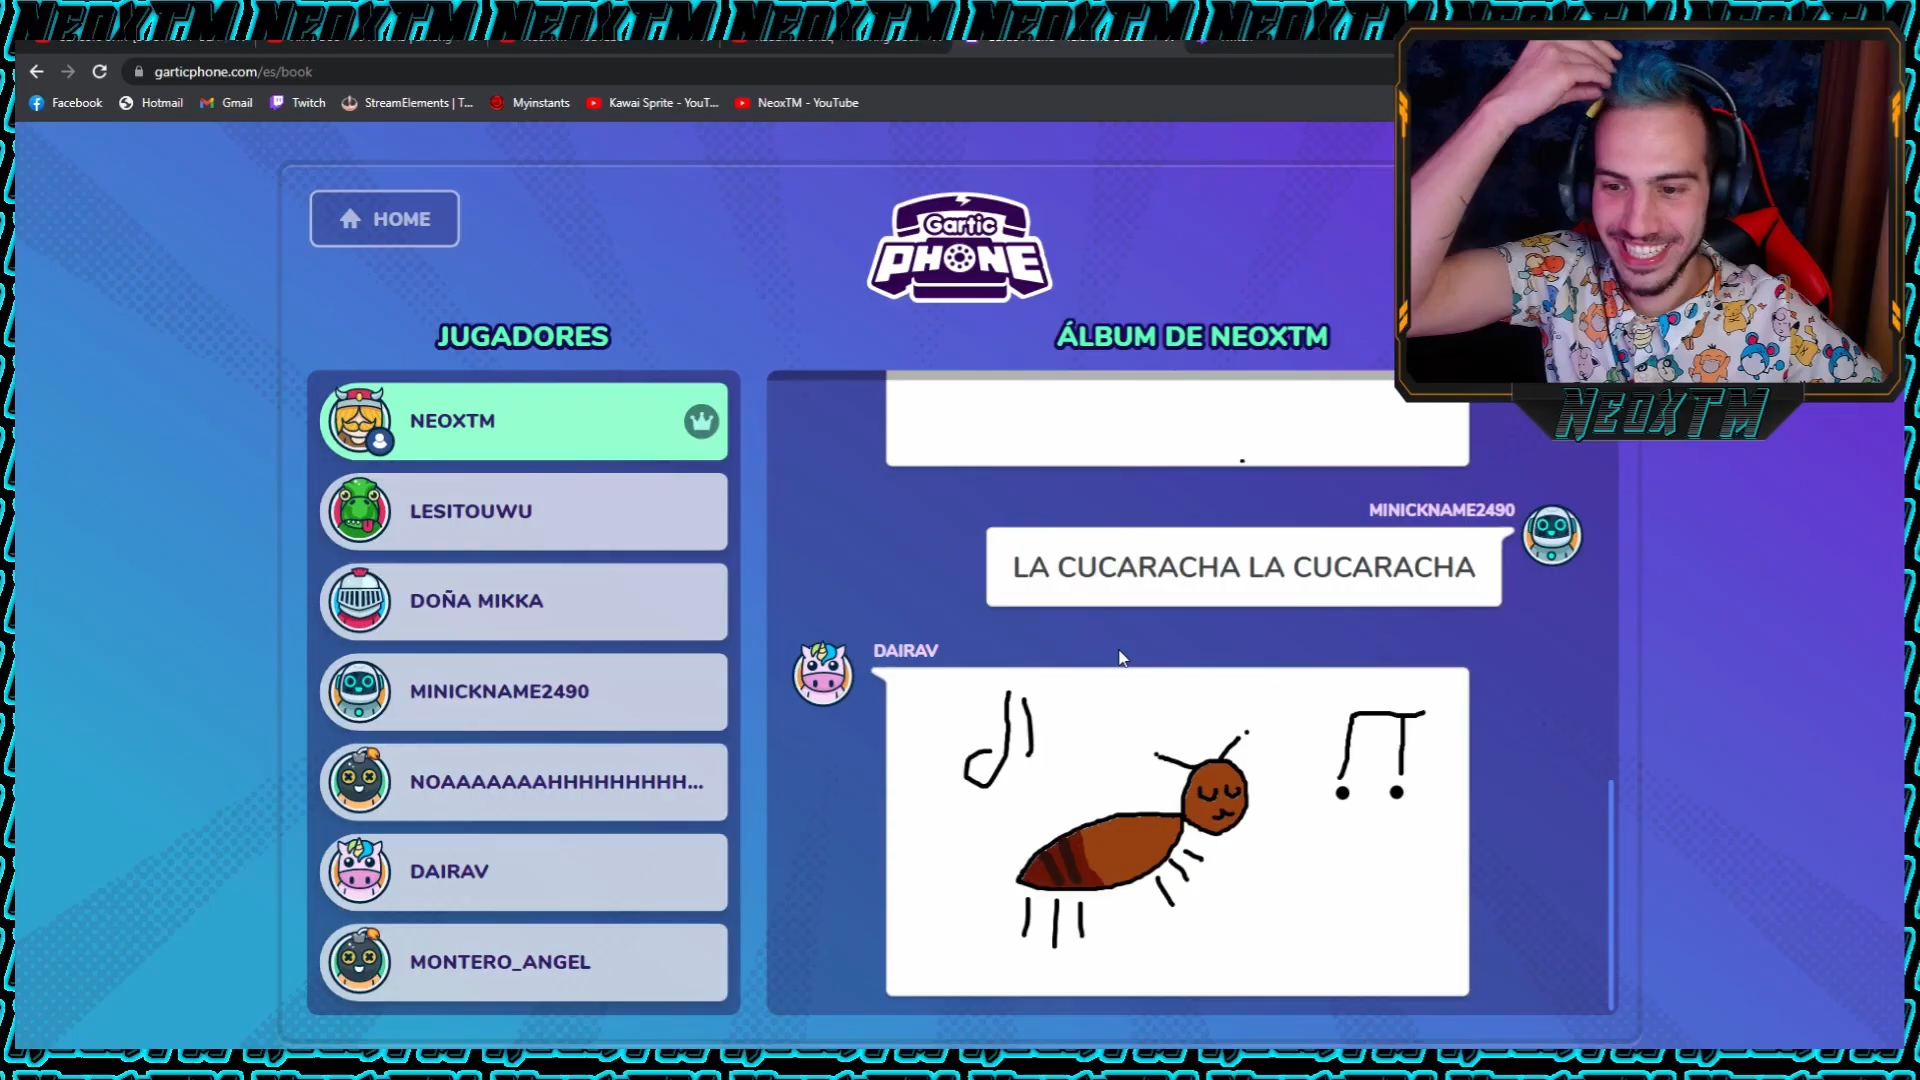 garticphone.com/es/book
Facebook
Hotmail
Gmail
Twitch
StreamElements | T...
Myinstants
Kawai Sprite - YouT...
NeoxTM - YouTube
HOME
Gartic
PHONE
JUGADORES
ÁLBUM DE NEOXTM
NEOXTM
NEOXTM
LESITOUWU
DOÑA MIKKA
MINICKNAME2490
NOAAAAAAAHHHHHHHHH...
DAIRAV
MONTERO_ANGEL
MINICKNAME2490
LA CUCARACHA LA CUCARACHA
DAIRAV